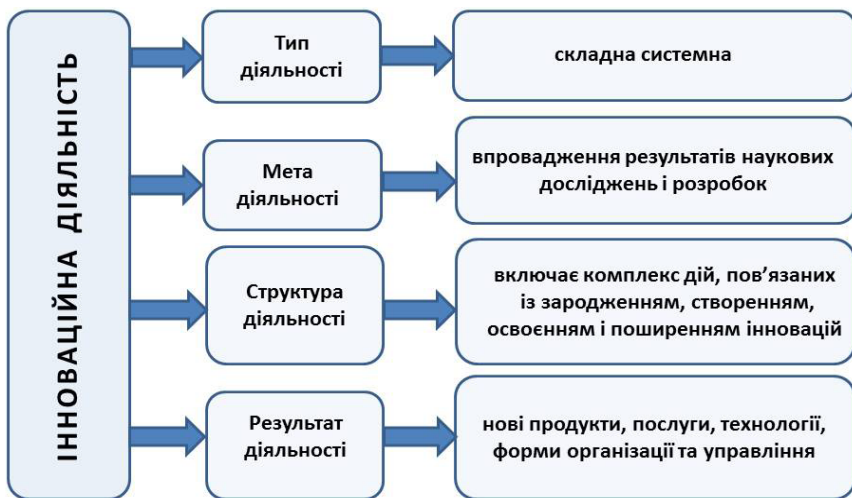 ІННОВАЦІЙНА ДІЯЛЬНІСТЬ
Тип
діяльності
складна системна
Мета
діяльності
впровадження результатів наукових
досліджень і розробок
Структура
діяльності
включає комплекс дій, пов’язаних
із зародженням, створенням,
освоєнням і поширенням інновацій
Результат
діяльності
нові продукти, послуги, технології,
форми організації та управління